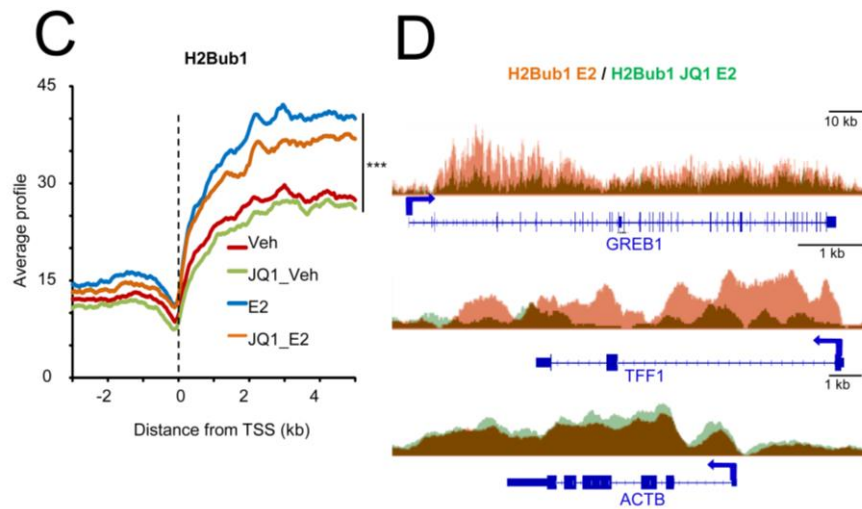 C
H2Bub1
45
30
15
0
Average profile
-2
0
2
4
Distance from TSS (kb)
Veh
JQ1_Veh
E2
JQ1_E2
***
D
H2Bub1 E2 / H2Bub1 JQ1 E2
10 kb
GREB1
1 kb
TFF1
1 kb
ACTB